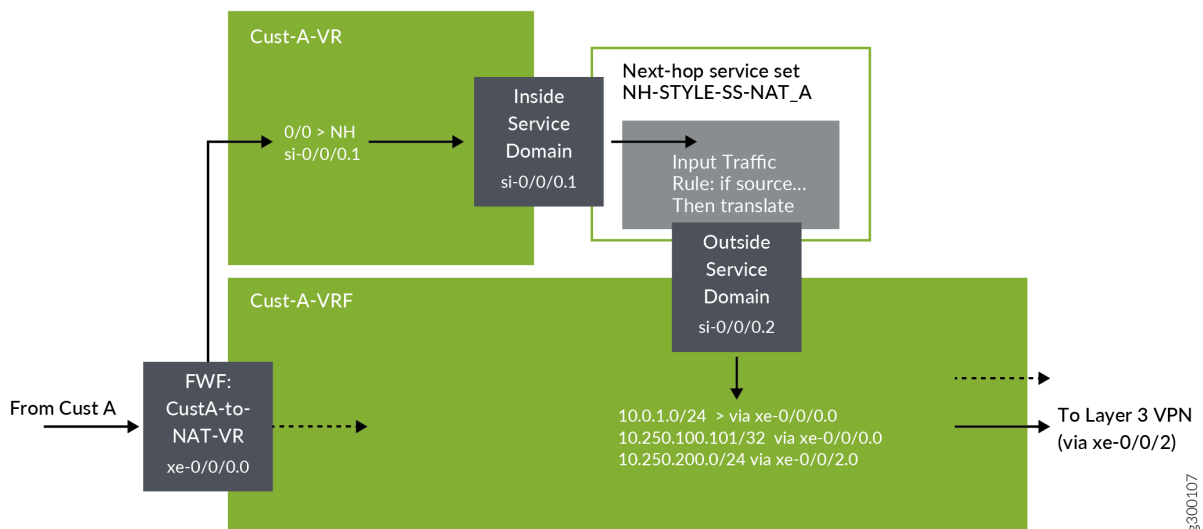 Cust-A-VR
0/0 > NH
si-0/0/0.1
Inside
Service
Domain
si-0/0/0.1
Next-hop service set
NH-STYLE-SS-NAT_A
Input Traffic
Rule: if source...
Then translate
Outside
Service
Domain
si-0/0/0.2
Cust-A-VRF
From Cust A
FWF:
CustA-to-
NAT-VR
xe-0/0/0.0
10.0.1.0/24 > via xe-0/0/0.0
10.250.100.101/32 via xe-0/0/0.0
10.250.200.0/24 via xe-0/0/2.0
To Layer 3 VPN
(via xe-0/0/2)
g300107